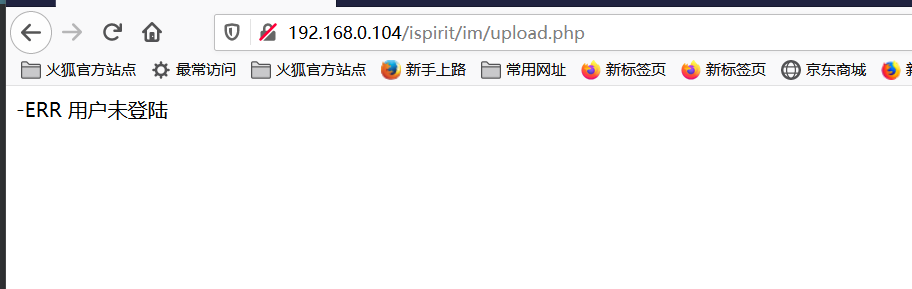 192.168.0.104/ispirit/im/upload.php
火狐官方站点 最常访问 火狐官方站点 新手上路 常用网址 新标签页 新标签页 京东商城
-ERR 用户未登陆